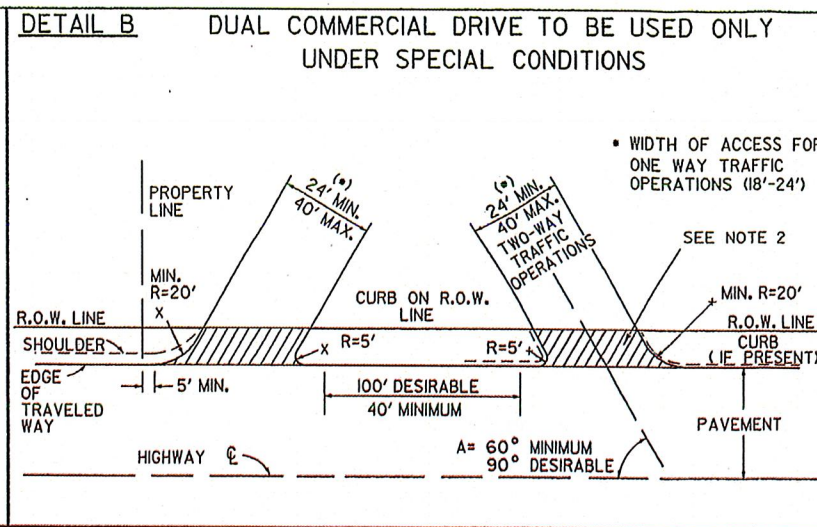 DETAIL B
DUAL COMMERCIAL DRIVE TO BE USED ONLY
UNDER SPECIAL CONDITIONS
• WIDTH OF ACCESS FOR
ONE WAY TRAFFIC
OPERATIONS (18'-24')
PROPERTY
LINE
(•)
24' MIN.
40' MAX.
(•)
24' MIN.
40' MAX.
TWO-WAY
TRAFFIC
OPERATIONS
SEE NOTE 2
MIN.
R=20'
X
CURB ON R.O.W.
LINE
+ MIN. R=20'
R.O.W. LINE
R.O.W. LINE
SHOULDER
X R=5'
R=5' +
CURB
(IF PRESENT)
EDGE
OF
TRAVELED
WAY
5' MIN.
100' DESIRABLE
40' MINIMUM
PAVEMENT
HIGHWAY ℄
A= 60° MINIMUM
90° DESIRABLE